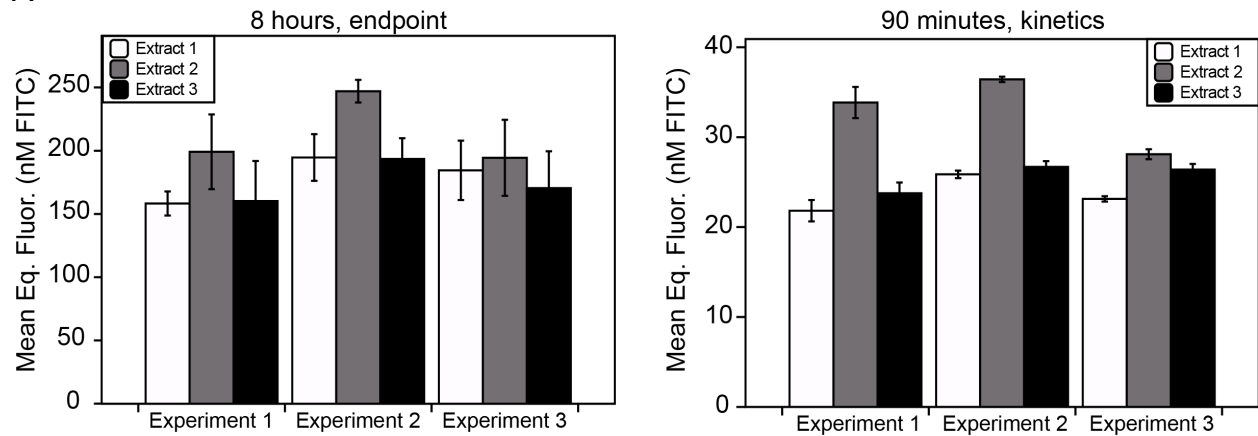 8 hours, endpoint
Extract 1
Extract 2
Extract 3
Mean Eq. Fluor. (nM FITC)
250
200
150
100
50
0
Experiment 1
Experiment 2
Experiment 3
90 minutes, kinetics
Extract 1
Extract 2
Extract 3
Mean Eq. Fluor. (nM FITC)
40
30
20
10
0
Experiment 1
Experiment 2
Experiment 3